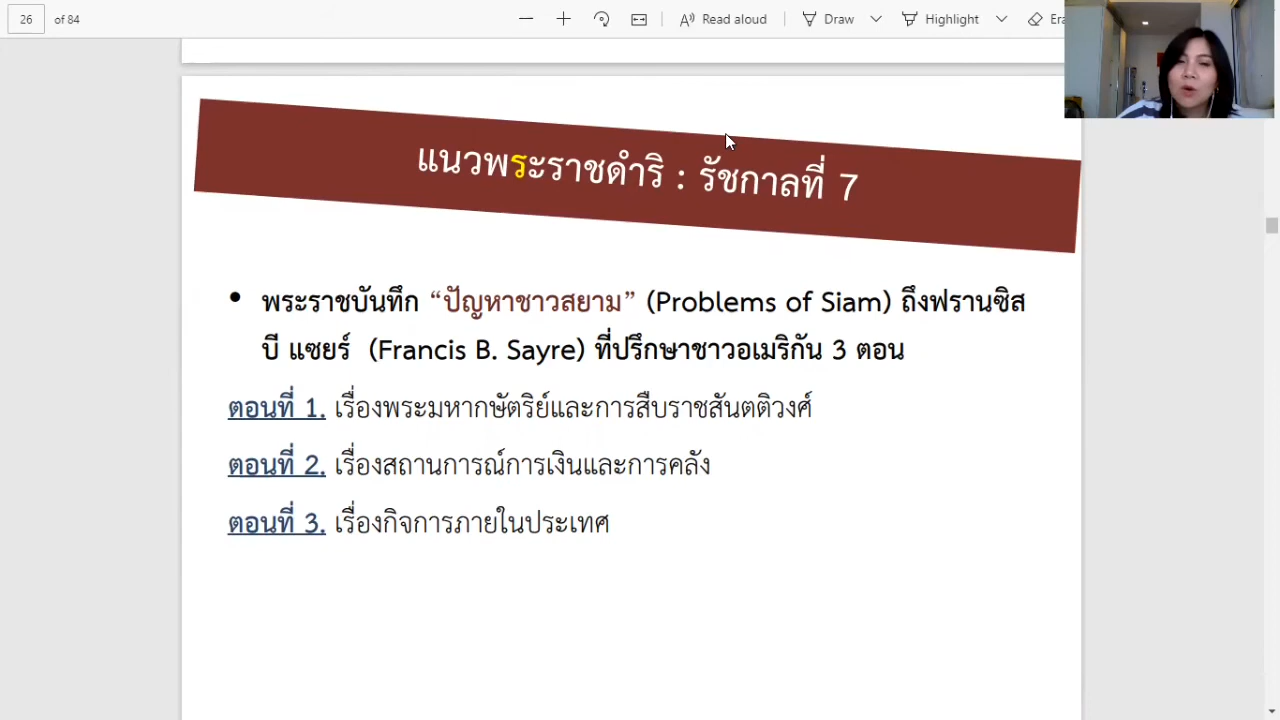 26 of 84 Read aloud Draw Highlight
แนวพระราชดำริ : รัชกาลที่ 7
• พระราชบันทึก “ปัญหาชาวสยาม” (Problems of Siam) ถึงฟรานซิส
บี แซยร์ (Francis B. Sayre) ที่ปรึกษาชาวอเมริกัน 3 ตอน
ตอนที่ 1. เรื่องพระมหากษัตริย์และการสืบราชสันตติวงศ์
ตอนที่ 2. เรื่องสถานการณ์การเงินและการคลัง
ตอนที่ 3. เรื่องกิจการภายในประเทศ